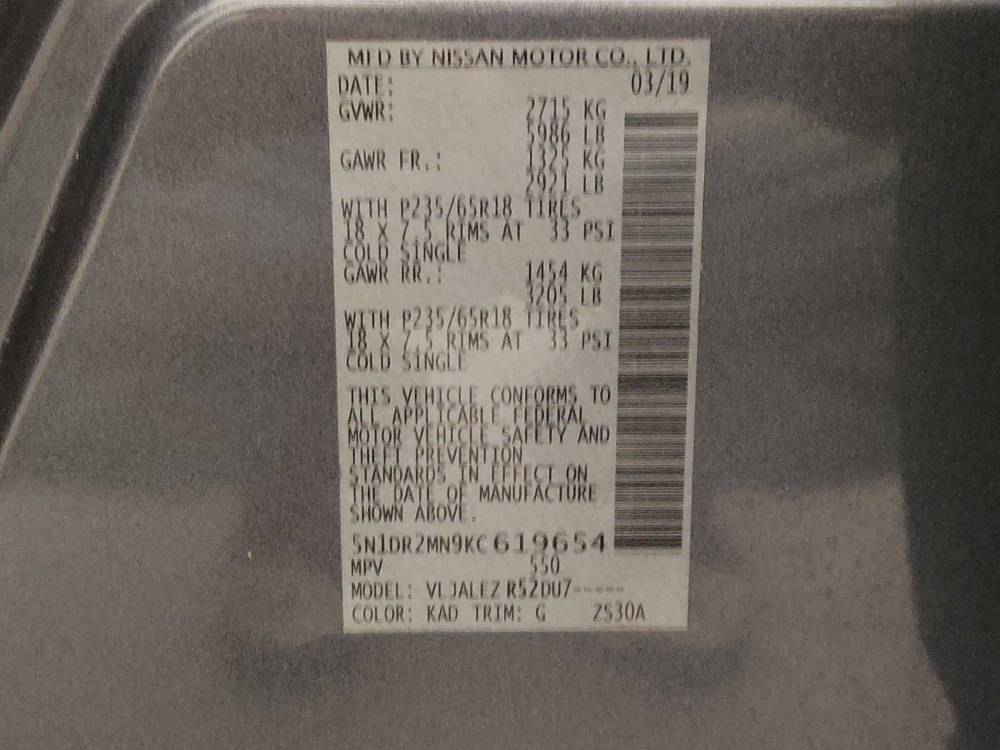 MFD BY NISSAN MOTOR CO., LTD.
DATE: 03/19
GVWR: 2715 KG
5986 LB
GAWR FR.: 1325 KG
2921 LB
WITH P235/65R18 TIRES
18 X 7.5 RIMS AT 33 PSI
COLD SINGLE
GAWR RR.: 1454 KG
3205 LB
WITH P235/65R18 TIRES
18 X 7.5 RIMS AT 33 PSI
COLD SINGLE
THIS VEHICLE CONFORMS TO
ALL APPLICABLE FEDERAL
MOTOR VEHICLE SAFETY AND
THEFT PREVENTION
STANDARDS IN EFFECT ON
THE DATE OF MANUFACTURE
SHOWN ABOVE.
5N1DR2MN9KC619654
MPV 550
MODEL: VLJALEZ R52DU7-----
COLOR: KAD TRIM: G ZS30A